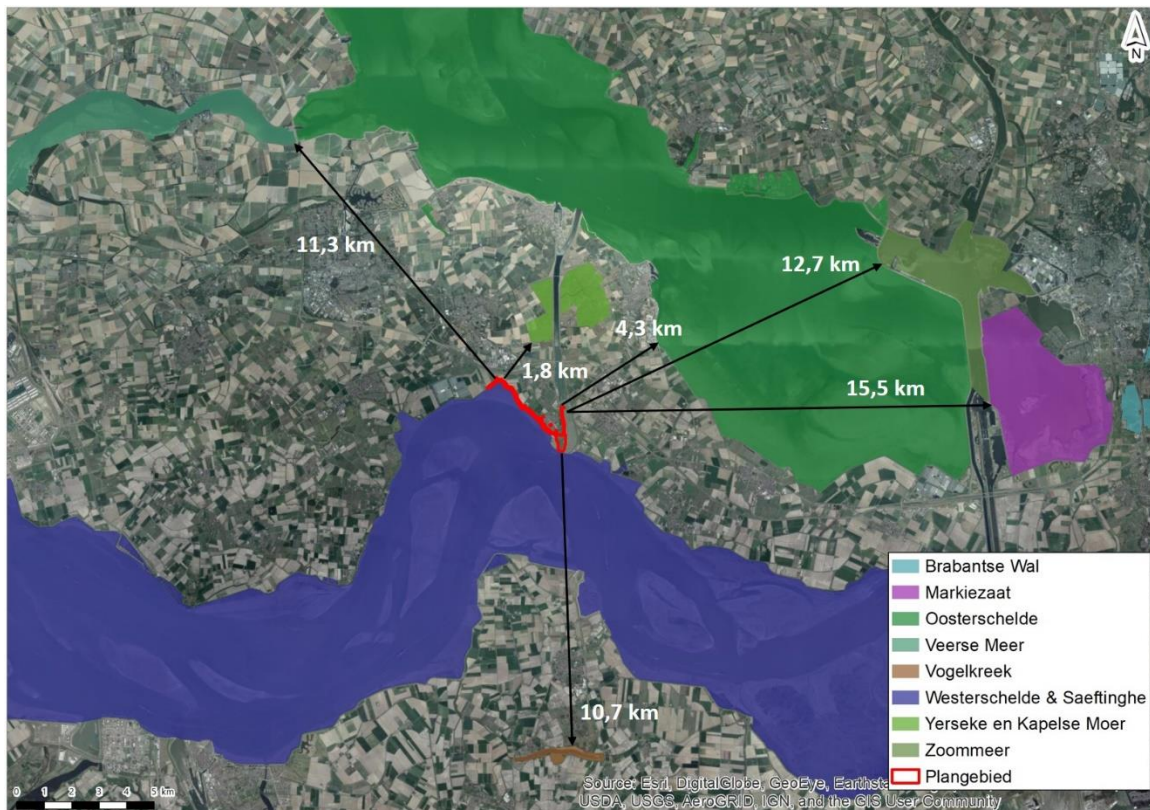 N
11,3 km
12,7 km
4,3 km
1,8 km
15,5 km
10,7 km
Brabantse Wal
Markiezaat
Oosterschelde
Veerse Meer
Vogelkreek
Westerschelde & Saeftinghe
Yerseke en Kapelse Moer
Zoommeer
Plangebied
0 1 2 3 4 5 km
Source: Esri, DigitalGlobe, GeoEye,
USDA, USGS, AeroGRID, IGN, and the GIS User Community